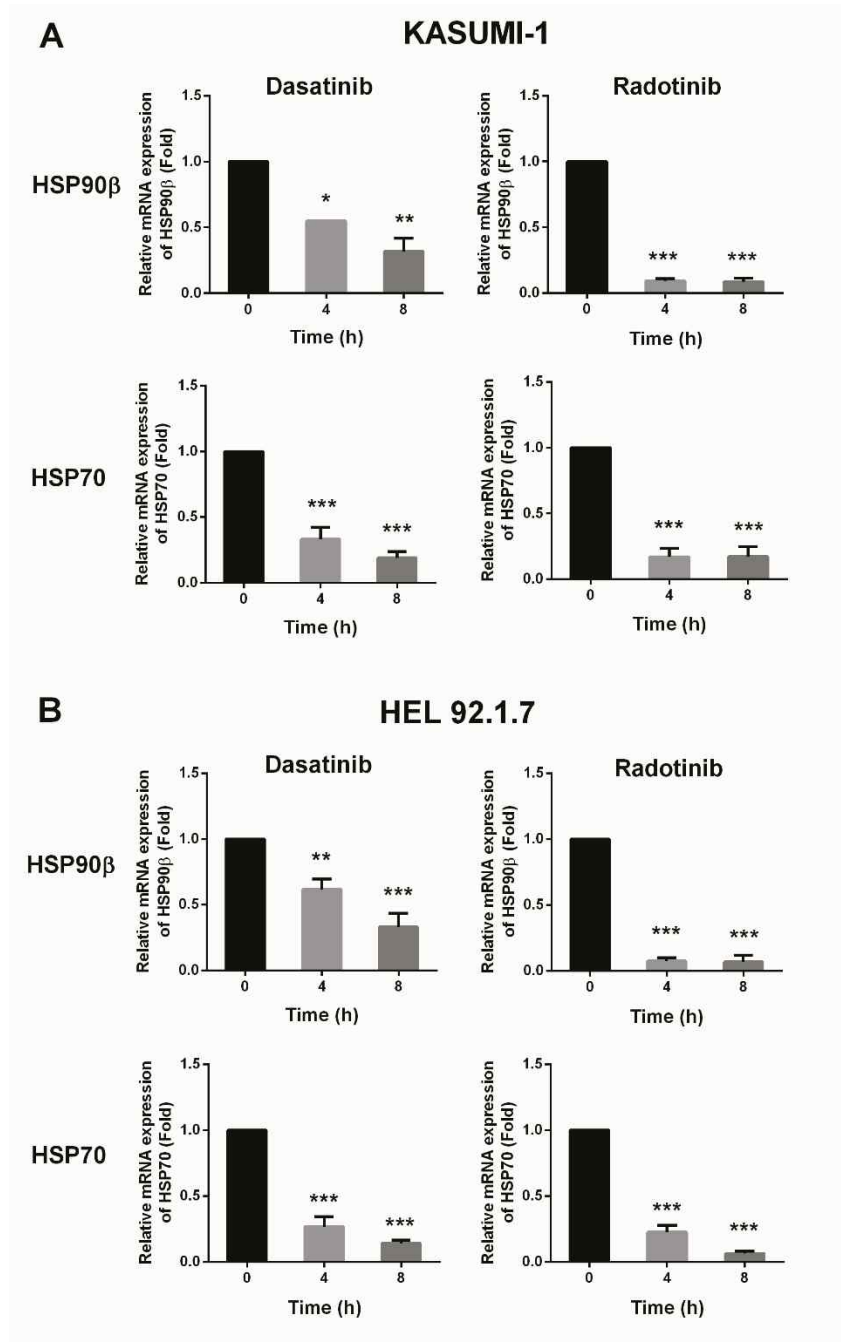 A
KASUMI-1
Dasatinib
Radotinib
HSP90β
Relative mRNA expression
of HSP90β (Fold)
1.5
1.0
0.5
0.0
*
**
0
4
8
Time (h)
Relative mRNA expression
of HSP90β (Fold)
1.5
1.0
0.5
0.0
***
***
0
4
8
Time (h)
HSP70
Relative mRNA expression
of HSP70 (Fold)
1.5
1.0
0.5
0.0
***
***
0
4
8
Time (h)
Relative mRNA expression
of HSP70 (Fold)
1.5
1.0
0.5
0.0
***
***
0
4
8
Time (h)
B
HEL 92.1.7
Dasatinib
Radotinib
HSP90β
Relative mRNA expression
of HSP90β (Fold)
1.5
1.0
0.5
0.0
**
***
0
4
8
Time (h)
Relative mRNA expression
of HSP90β (Fold)
1.5
1.0
0.5
0.0
***
***
0
4
8
Time (h)
HSP70
Relative mRNA expression
of HSP70 (Fold)
1.5
1.0
0.5
0.0
***
***
0
4
8
Time (h)
Relative mRNA expression
of HSP70 (Fold)
1.5
1.0
0.5
0.0
***
***
0
4
8
Time (h)